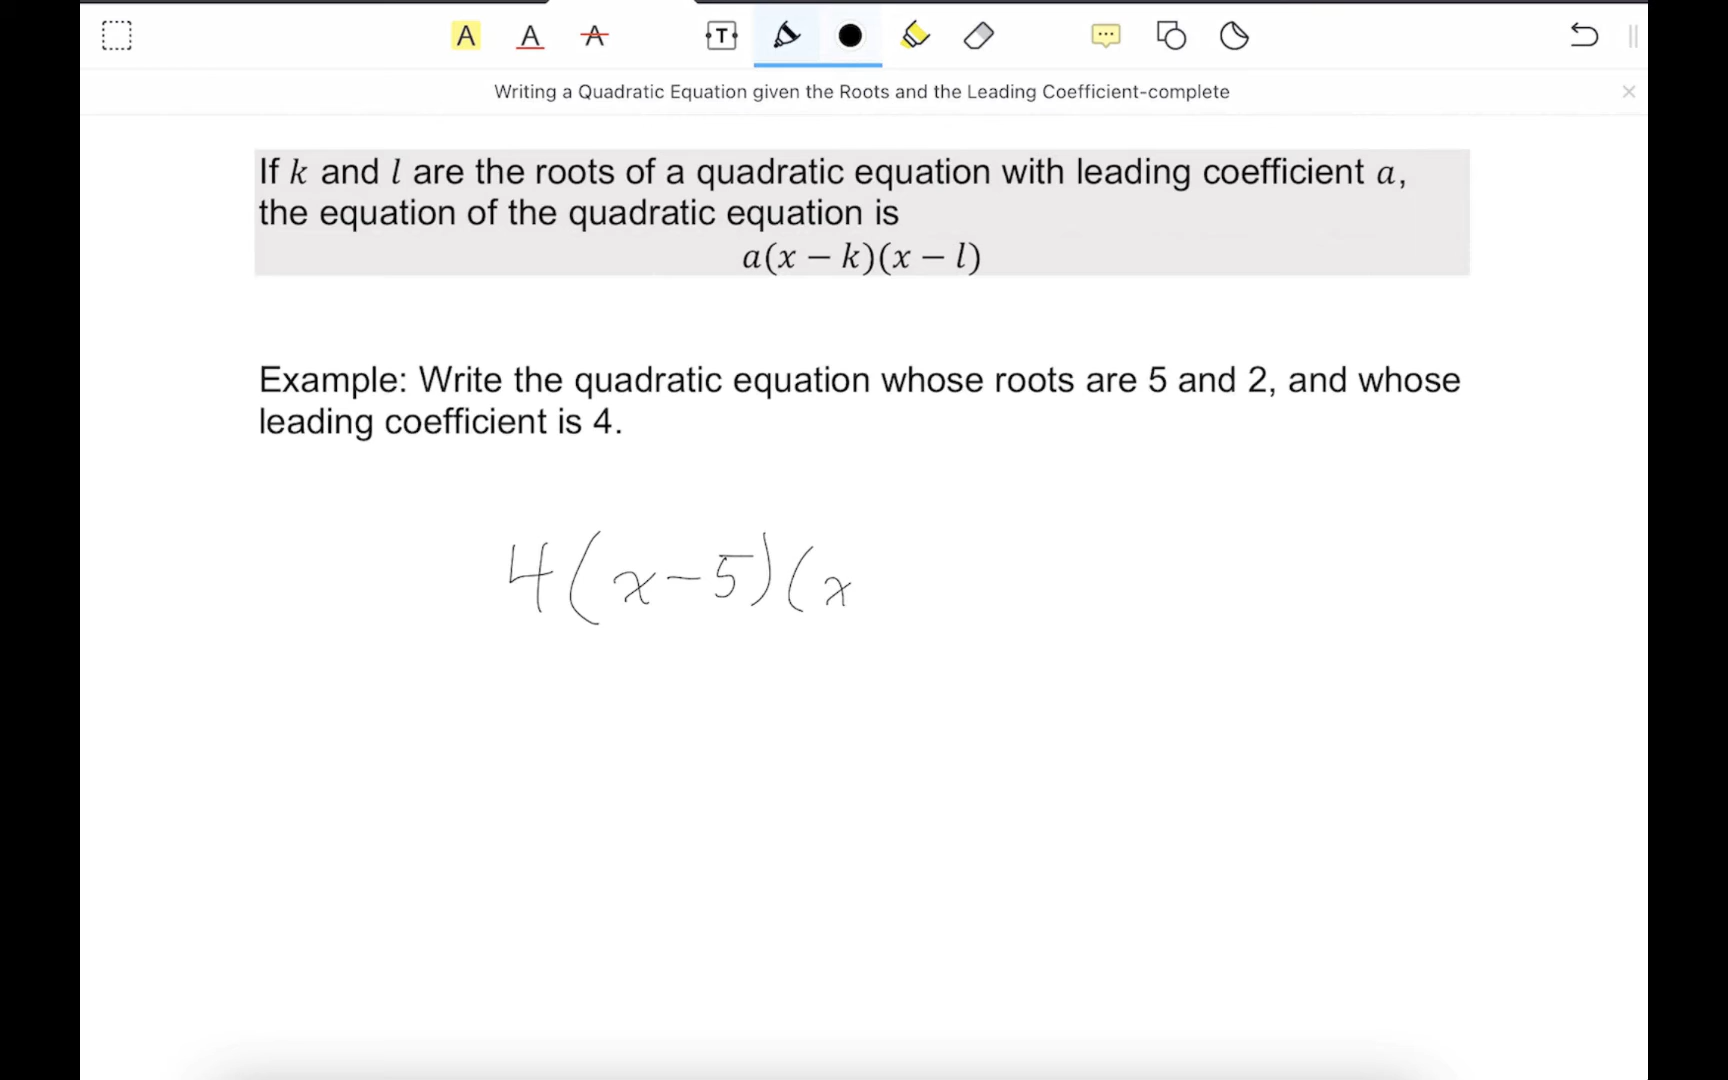 A A A T
Writing a Quadratic Equation given the Roots and the Leading Coefficient-complete
If k and l are the roots of a quadratic equation with leading coefficient a,
the equation of the quadratic equation is
a(x − k)(x − l)
Example: Write the quadratic equation whose roots are 5 and 2, and whose
leading coefficient is 4.
4(x-5)(x